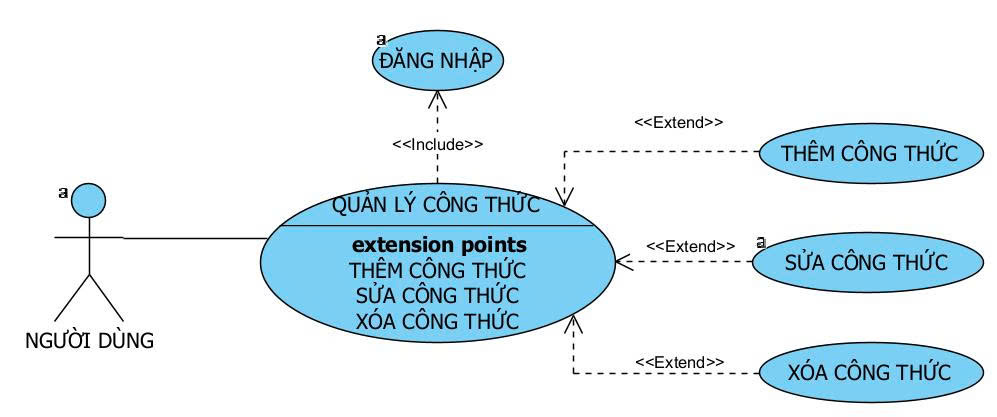 a
ĐĂNG NHẬP
<<Include>>
<<Extend>>
THÊM CÔNG THỨC
a
QUẢN LÝ CÔNG THỨC
extension points
THÊM CÔNG THỨC
SỬA CÔNG THỨC
XÓA CÔNG THỨC
<<Extend>>
a
SỬA CÔNG THỨC
NGƯỜI DÙNG
<<Extend>>
XÓA CÔNG THỨC